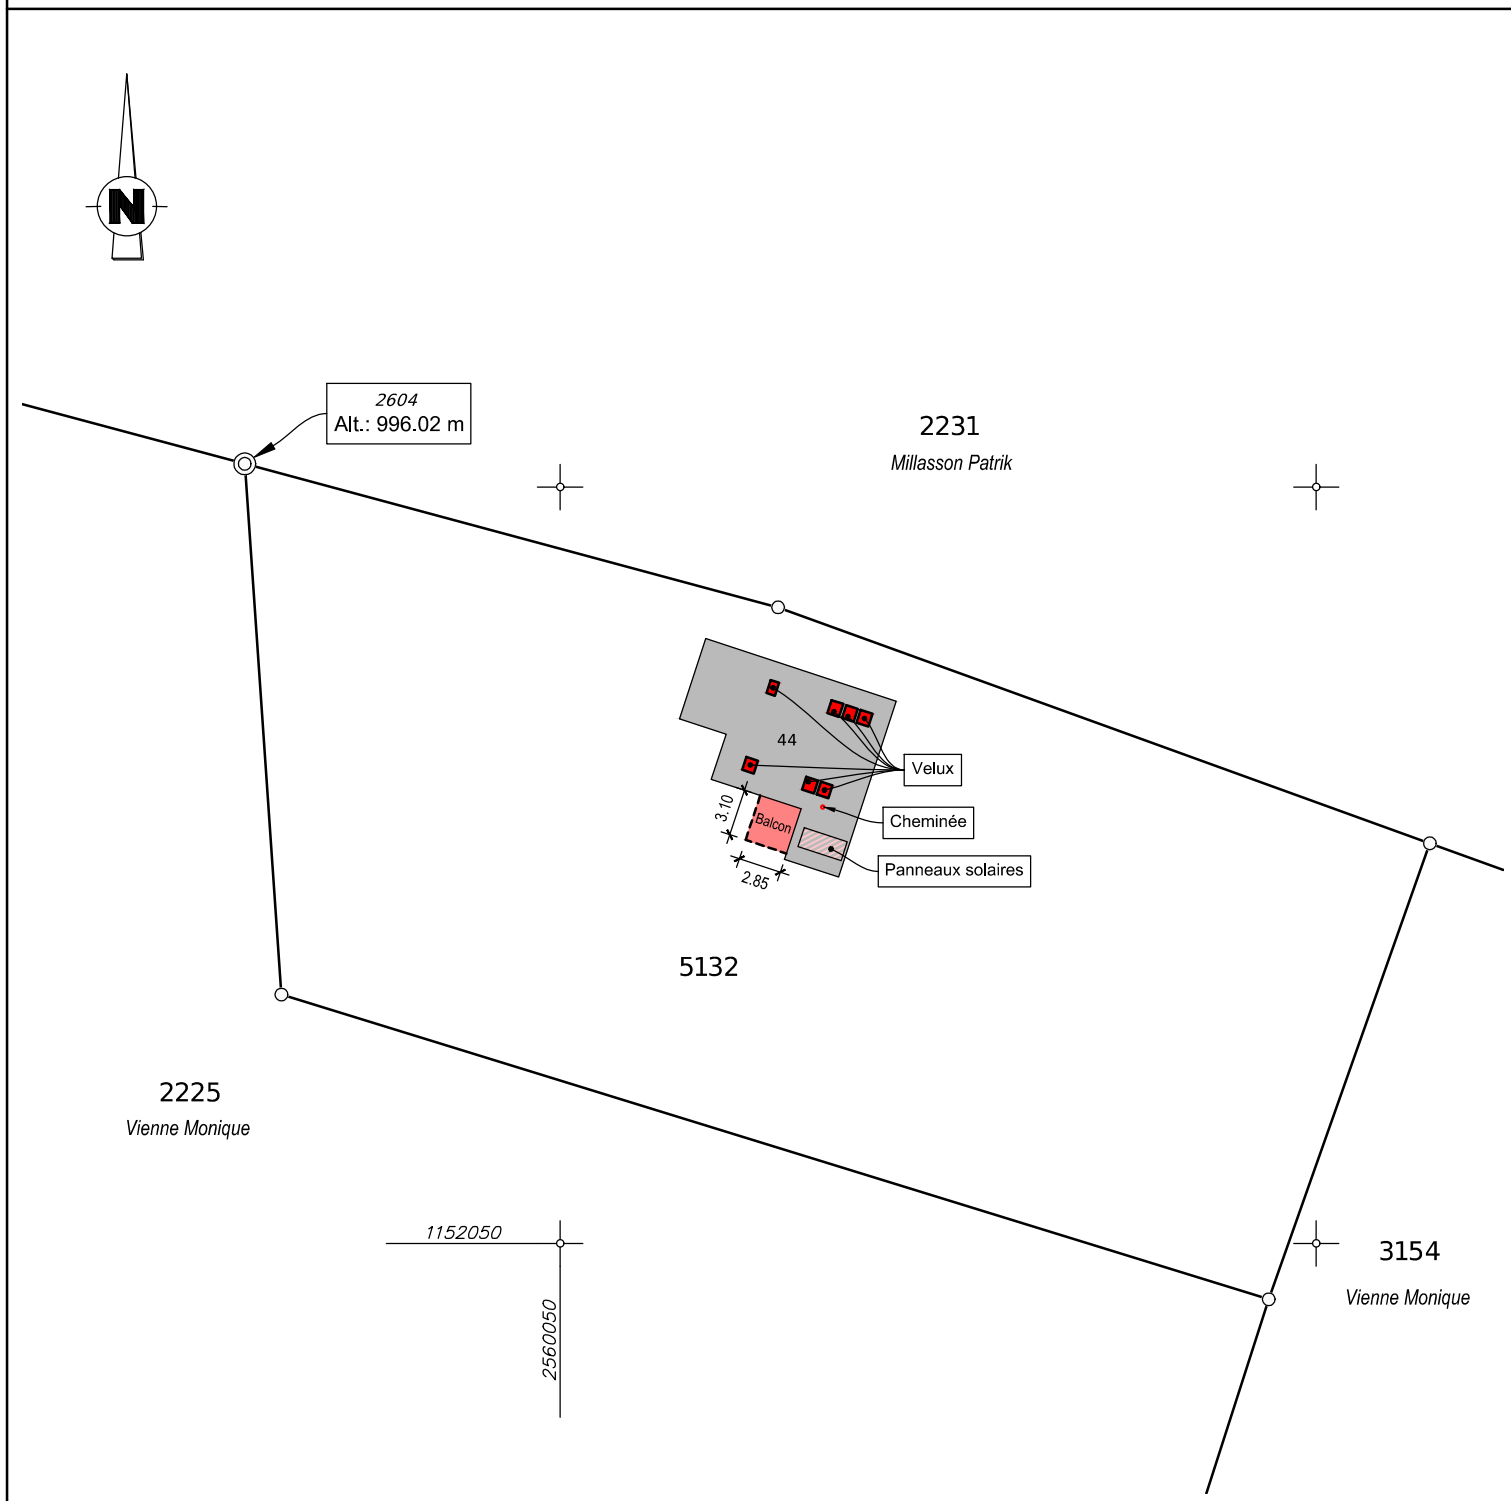 N
2604
Alt.: 996.02 m
2231
Millasson Patrik
44
Velux
3.10
Balcon
Cheminée
Panneaux solaires
2.85
5132
2225
Vienne Monique
1152050
2560050
3154
Vienne Monique